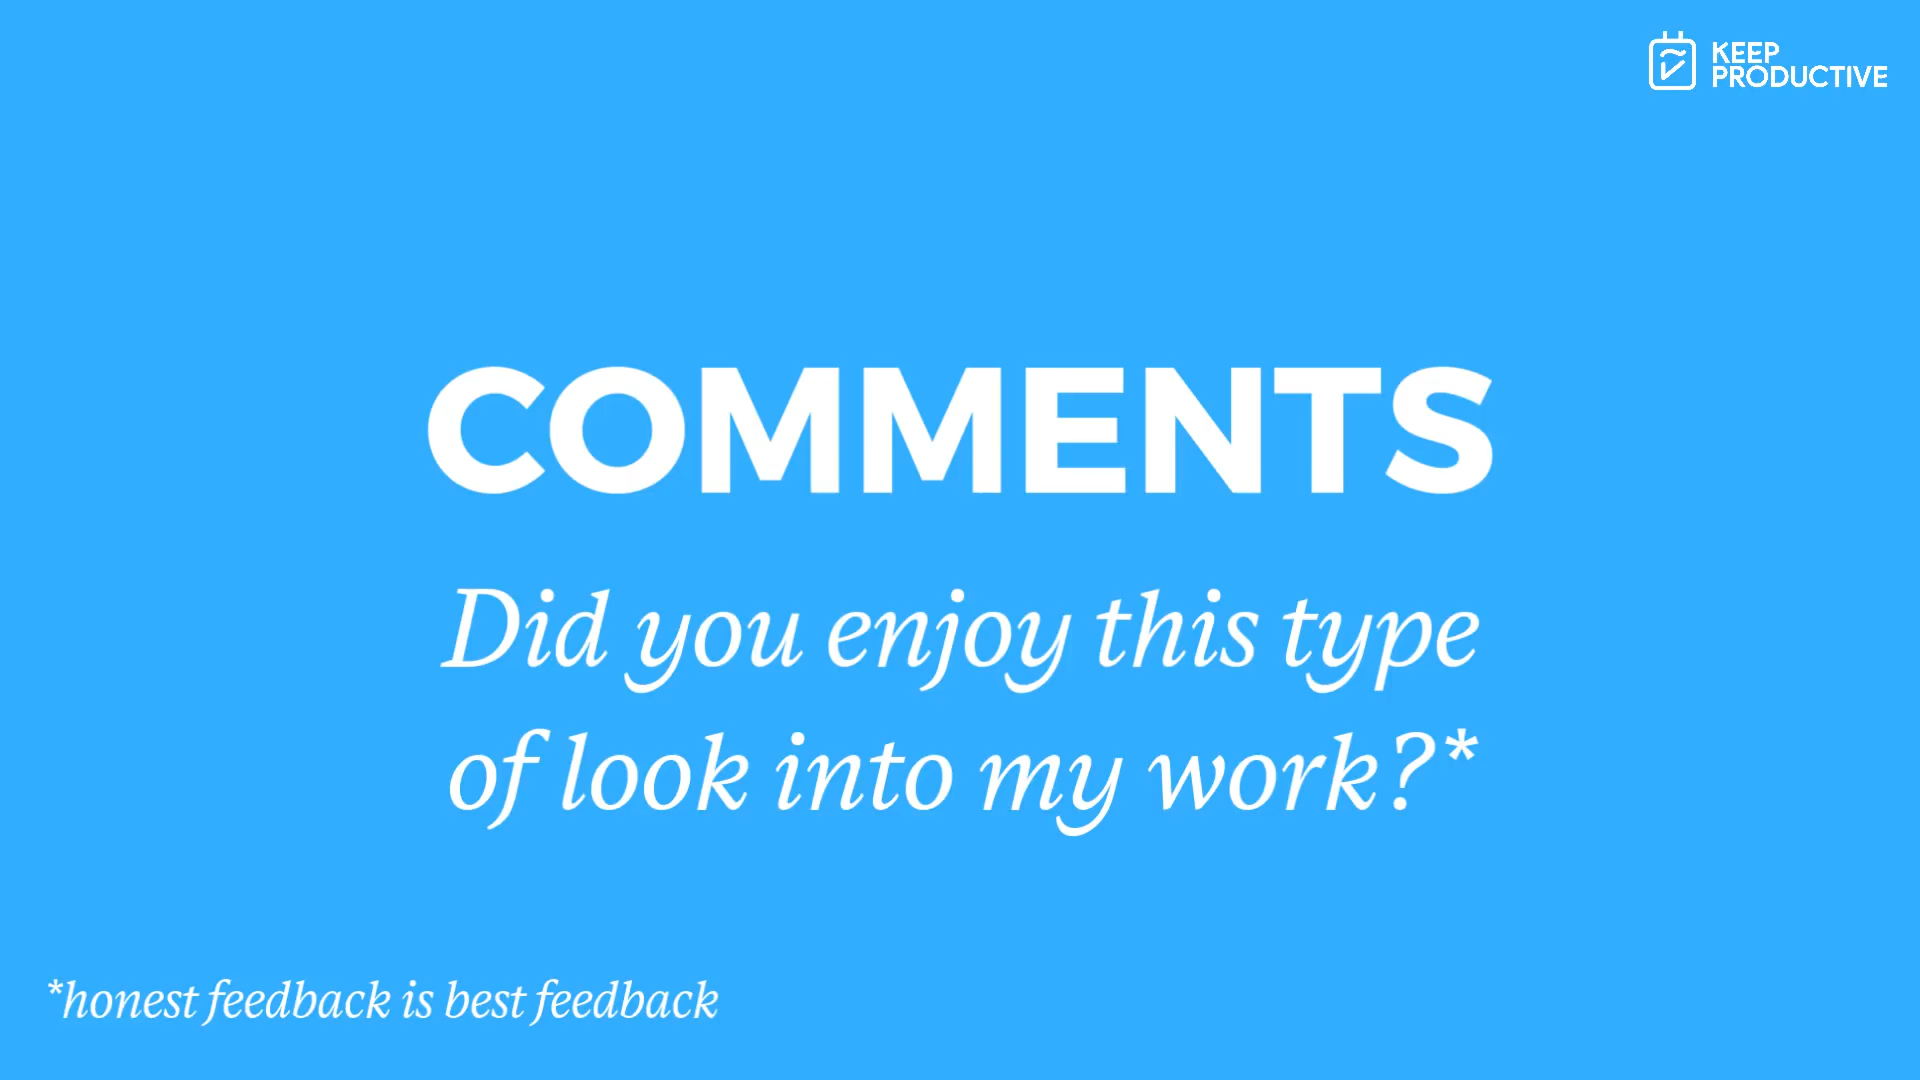 KEEP
PRODUCTIVE
COMMENTS
Did you enjoy this type
of look into my work?*
*honest feedback is best feedback